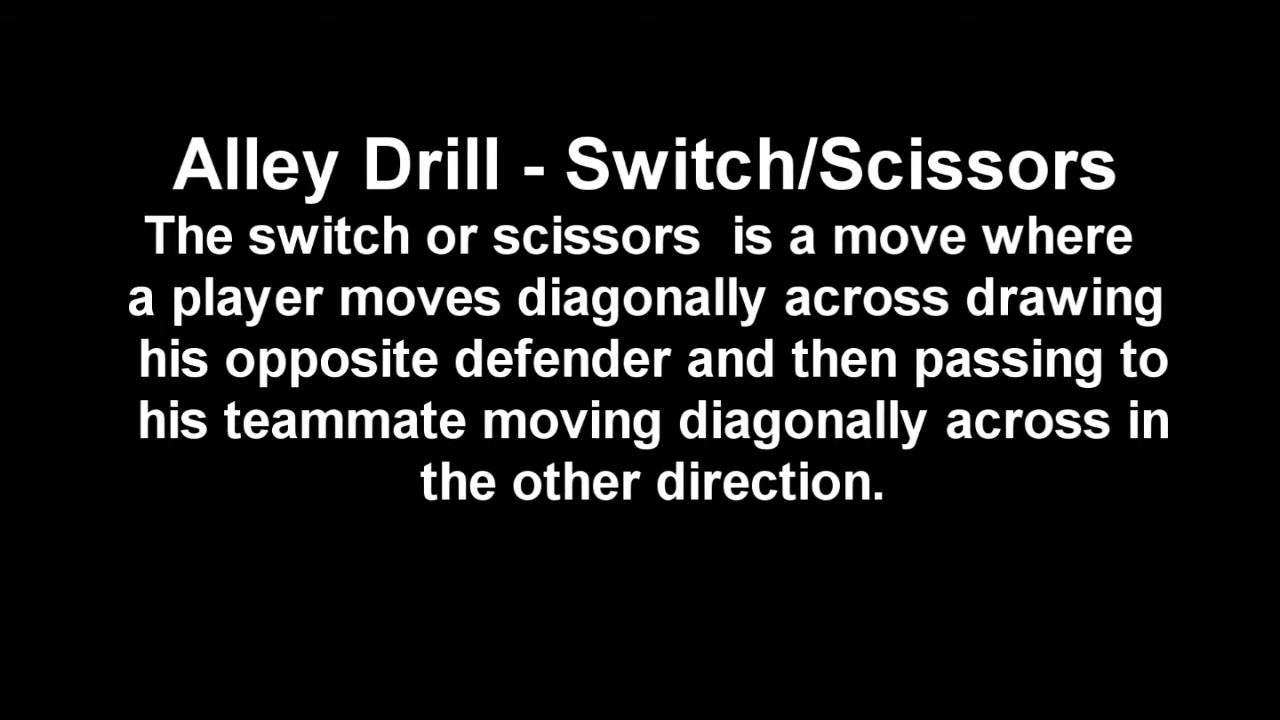 Alley Drill - Switch/Scissors
The switch or scissors  is a move where
a player moves diagonally across drawing
his opposite defender and then passing to
his teammate moving diagonally across in
the other direction.